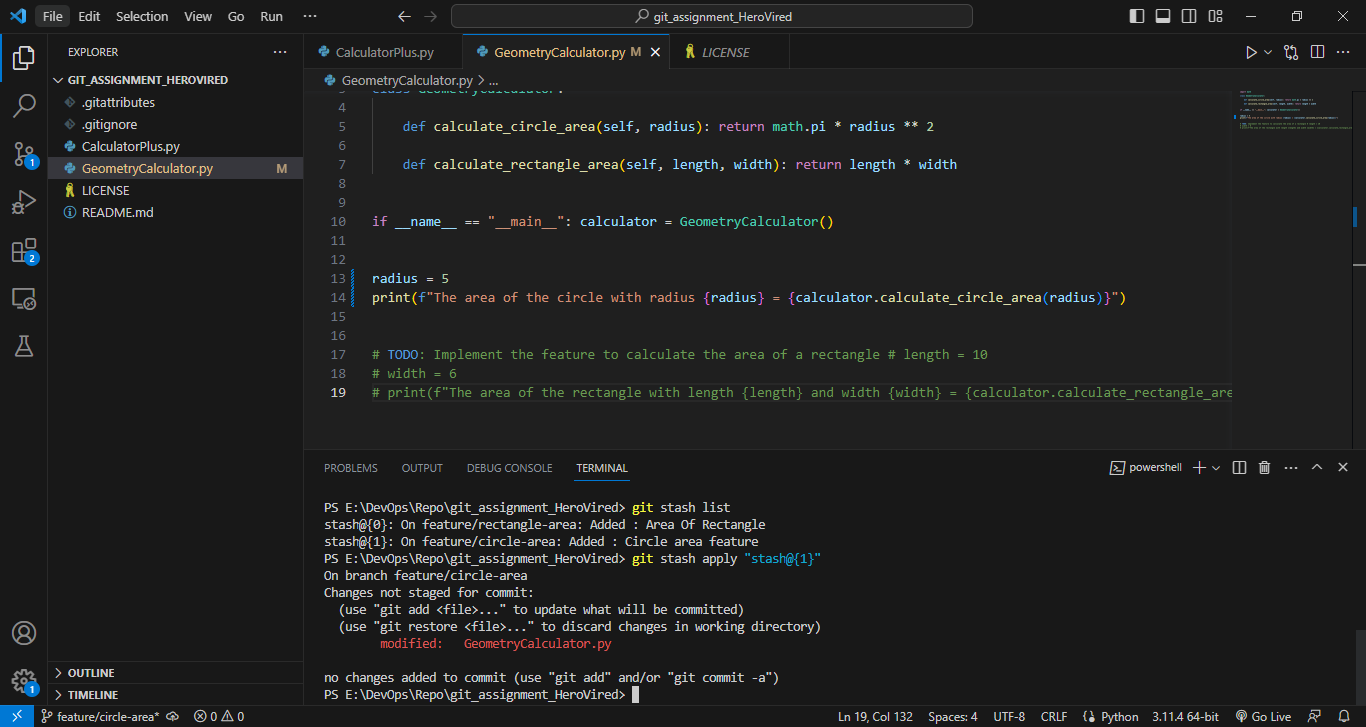 File Edit Selection View Go Run ··· git_assignment_HeroVired
EXPLORER ···
GIT_ASSIGNMENT_HEROVIRED
.gitattributes
.gitignore
CalculatorPlus.py
GeometryCalculator.py M
LICENSE
README.md
OUTLINE
TIMELINE
1
2
1
CalculatorPlus.py GeometryCalculator.py M LICENSE
GeometryCalculator.py > ...
3 class GeometryCalculator:
4
5 def calculate_circle_area(self, radius): return math.pi * radius ** 2
6
7 def calculate_rectangle_area(self, length, width): return length * width
8
9
10 if __name__ == "__main__": calculator = GeometryCalculator()
11
12
13 radius = 5
14 print(f"The area of the circle with radius {radius} = {calculator.calculate_circle_area(radius)}")
15
16
17 # TODO: Implement the feature to calculate the area of a rectangle # length = 10
18 # width = 6
19 # print(f"The area of the rectangle with length {length} and width {width} = {calculator.calculate_rectangle_are
PROBLEMS OUTPUT DEBUG CONSOLE TERMINAL powershell
PS E:\DevOps\Repo\git_assignment_HeroVired> git stash list
stash@{0}: On feature/rectangle-area: Added : Area Of Rectangle
stash@{1}: On feature/circle-area: Added : Circle area feature
PS E:\DevOps\Repo\git_assignment_HeroVired> git stash apply "stash@{1}"
On branch feature/circle-area
Changes not staged for commit:
(use "git add <file>..." to update what will be committed)
(use "git restore <file>..." to discard changes in working directory)
modified: GeometryCalculator.py
no changes added to commit (use "git add" and/or "git commit -a")
PS E:\DevOps\Repo\git_assignment_HeroVired>
feature/circle-area* 0 0 Ln 19, Col 132 Spaces: 4 UTF-8 CRLF Python 3.11.4 64-bit Go Live